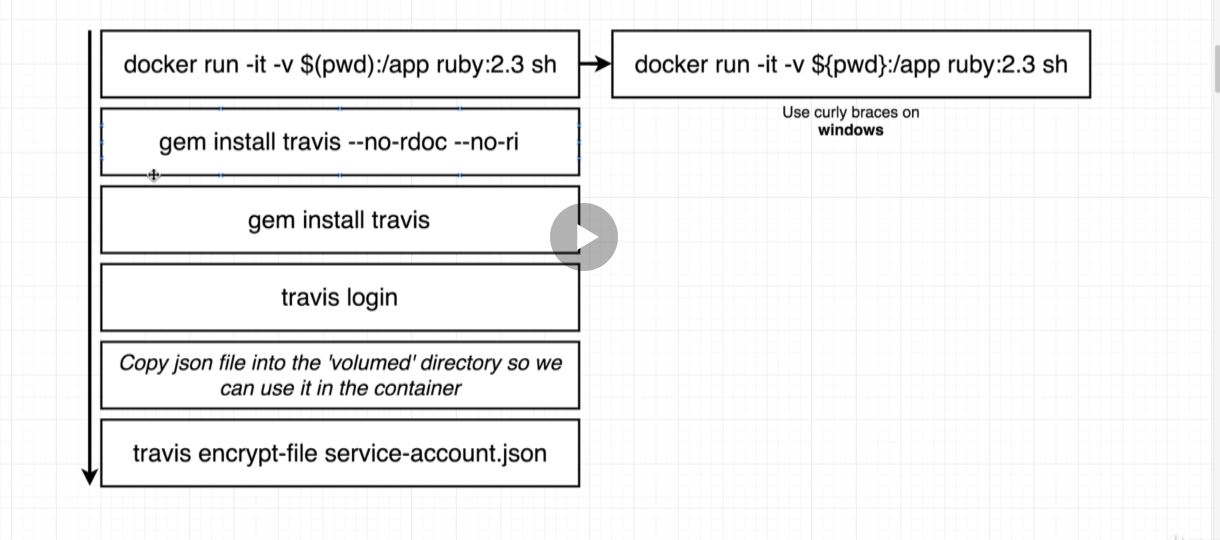 docker run -it -v $(pwd):/app ruby:2.3 sh
docker run -it -v ${pwd}:/app ruby:2.3 sh
Use curly braces on
windows
gem install travis --no-rdoc --no-ri
gem install travis
travis login
Copy json file into the 'volumed' directory so we
can use it in the container
travis encrypt-file service-account.json